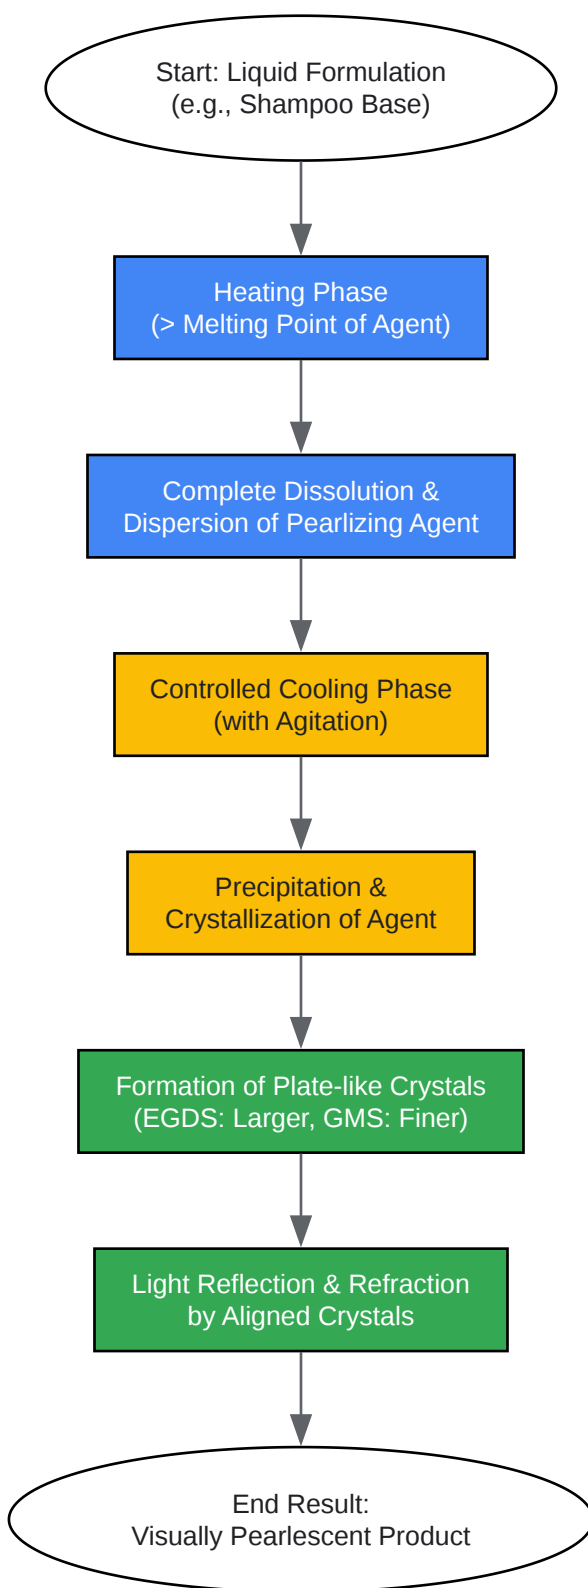 Start: Liquid Formulation
(e.g., Shampoo Base)
Heating Phase
(> Melting Point of Agent)
Complete Dissolution &
Dispersion of Pearlizing Agent
Controlled Cooling Phase
(with Agitation)
Precipitation &
Crystallization of Agent
Formation of Plate-like Crystals
(EGDS: Larger, GMS: Finer)
Light Reflection & Refraction
by Aligned Crystals
End Result:
Visually Pearlescent Product